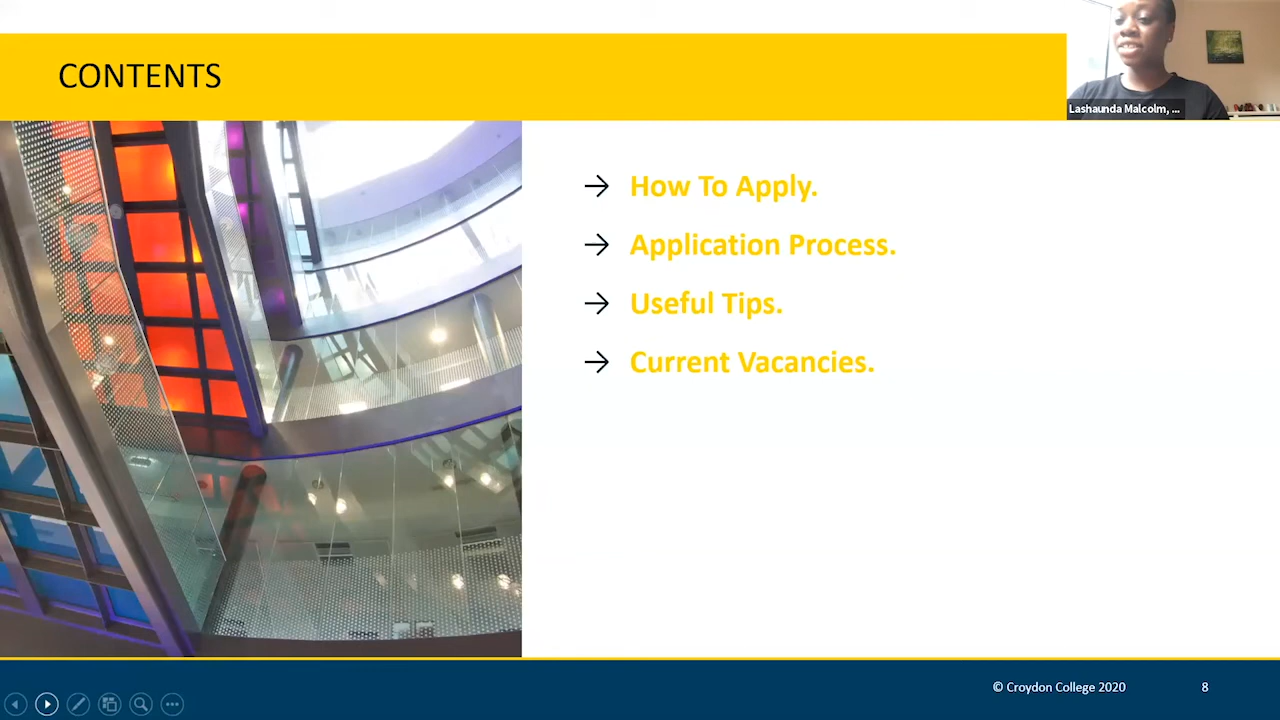 CONTENTS
Lashaunda Malcolm, ...
→ How To Apply.
→ Application Process.
→ Useful Tips.
→ Current Vacancies.
© Croydon College 2020
8